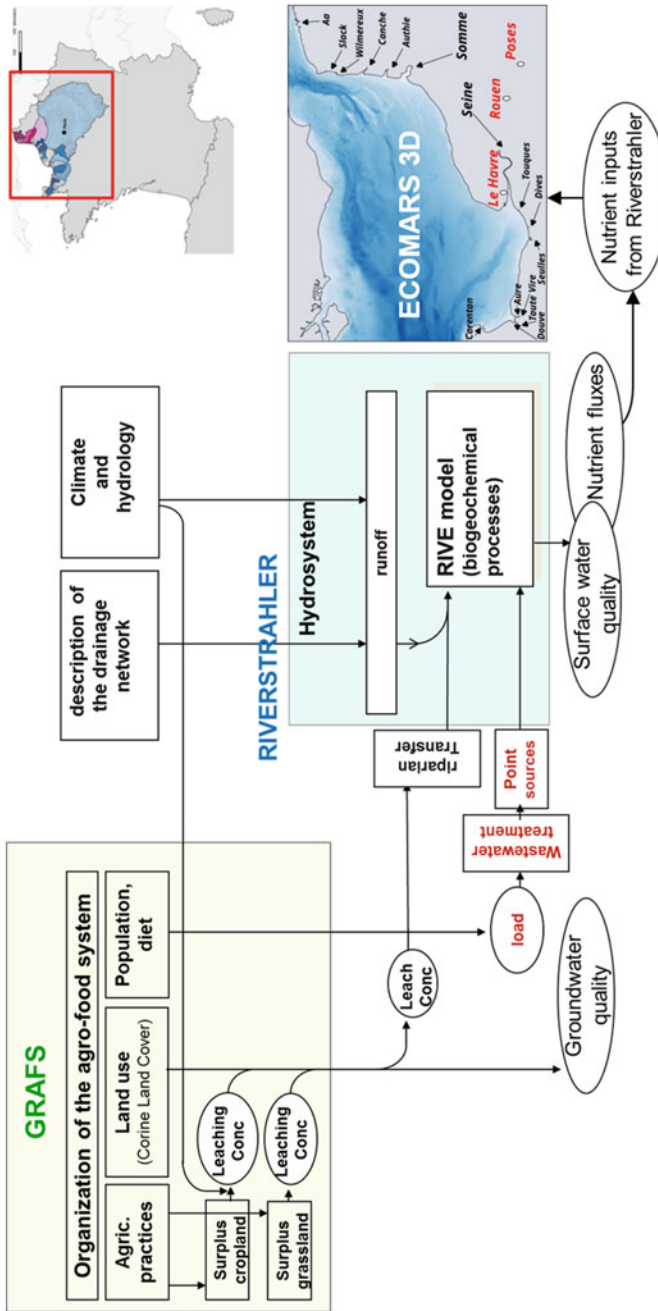 GRAFS
Organization of the agro-food system
Agric.
practices
Land use
(Corine Land Cover)
Population,
diet
Surplus
cropland
Leaching
Conc
Surplus
grassland
Leaching
Conc
Leach
Conc
load
Groundwater
quality
description of
the drainage
network
Climate
and
hydrology
RIVERSTRAHLER
Hydrosystem
runoff
riparian
Transfer
RIVE model
(biogeochemical
processes)
Wastewater
treatment
Point
sources
Surface water
quality
Nutrient fluxes
Nutrient inputs
from Riverstrahler
ECOMARS 3D
Aa
Slack
Wilmereux
Canche
Authie
Somme
Seine
Le Havre
Rouen
Poses
Carentan
Aure
Taute Vire
Douve
Seulles
Dives
Touques